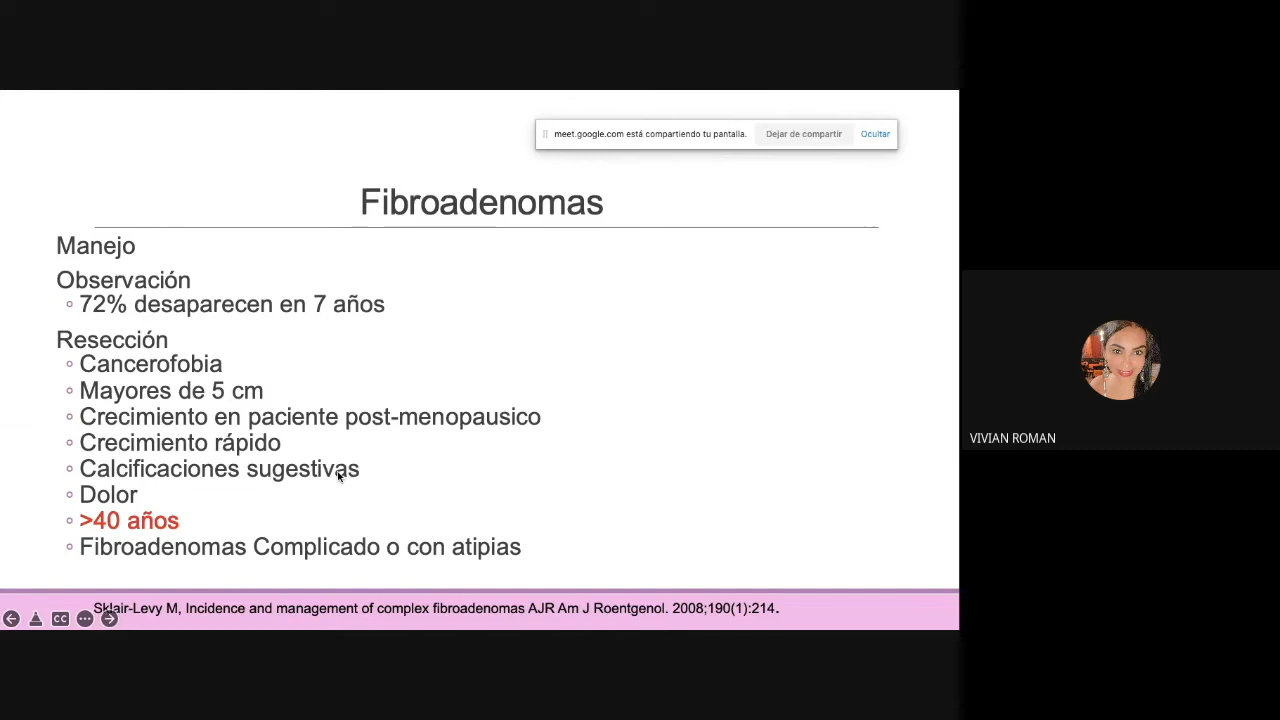 meet.google.com está compartiendo tu pantalla. Dejar de compartir Ocultar
Fibroadenomas
Manejo
Observación
72% desaparecen en 7 años
Resección
Cancerofobia
Mayores de 5 cm
Crecimiento en paciente post-menopausico
Crecimiento rápido
Calcificaciones sugestivas
Dolor
>40 años
Fibroadenomas Complicado o con atipias
Sklair-Levy M, Incidence and management of complex fibroadenomas AJR Am J Roentgenol. 2008;190(1):214.
CC
VIVIAN ROMAN